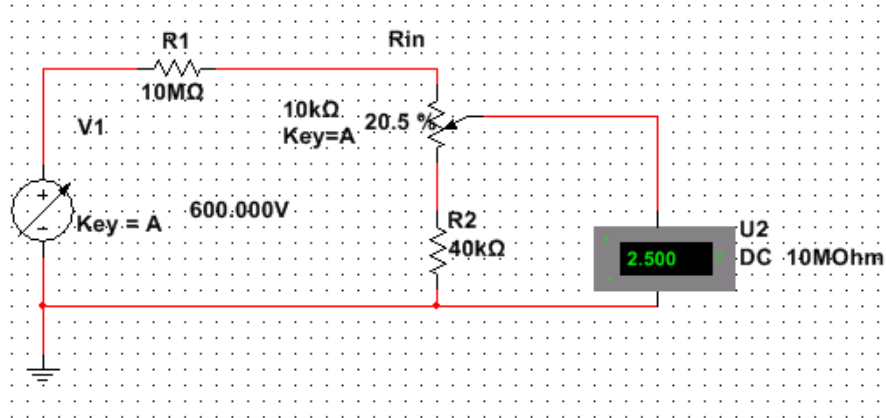 R1
Rin
10MΩ
10kΩ
20.5 %
Key=A
V1
+
-
Key = A
600.000V
R2
40kΩ
U2
2.500
DC 10MOhm